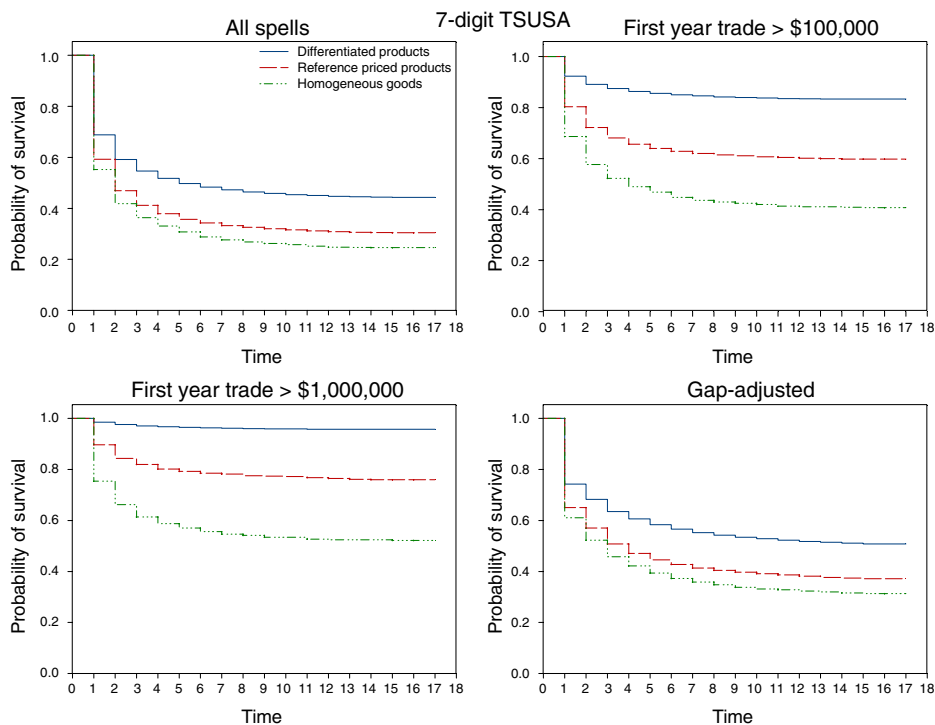 7-digit TSUSA
All spells
Differentiated products
Reference priced products
Homogeneous goods
Probability of survival
1.0
0.8
0.6
0.4
0.2
0.0
0 1 2 3 4 5 6 7 8 9 10 11 12 13 14 15 16 17 18
Time
First year trade > $100,000
Probability of survival
1.0
0.8
0.6
0.4
0.2
0.0
0 1 2 3 4 5 6 7 8 9 10 11 12 13 14 15 16 17 18
Time
First year trade > $1,000,000
Probability of survival
1.0
0.8
0.6
0.4
0.2
0.0
0 1 2 3 4 5 6 7 8 9 10 11 12 13 14 15 16 17 18
Time
Gap-adjusted
Probability of survival
1.0
0.8
0.6
0.4
0.2
0.0
0 1 2 3 4 5 6 7 8 9 10 11 12 13 14 15 16 17 18
Time